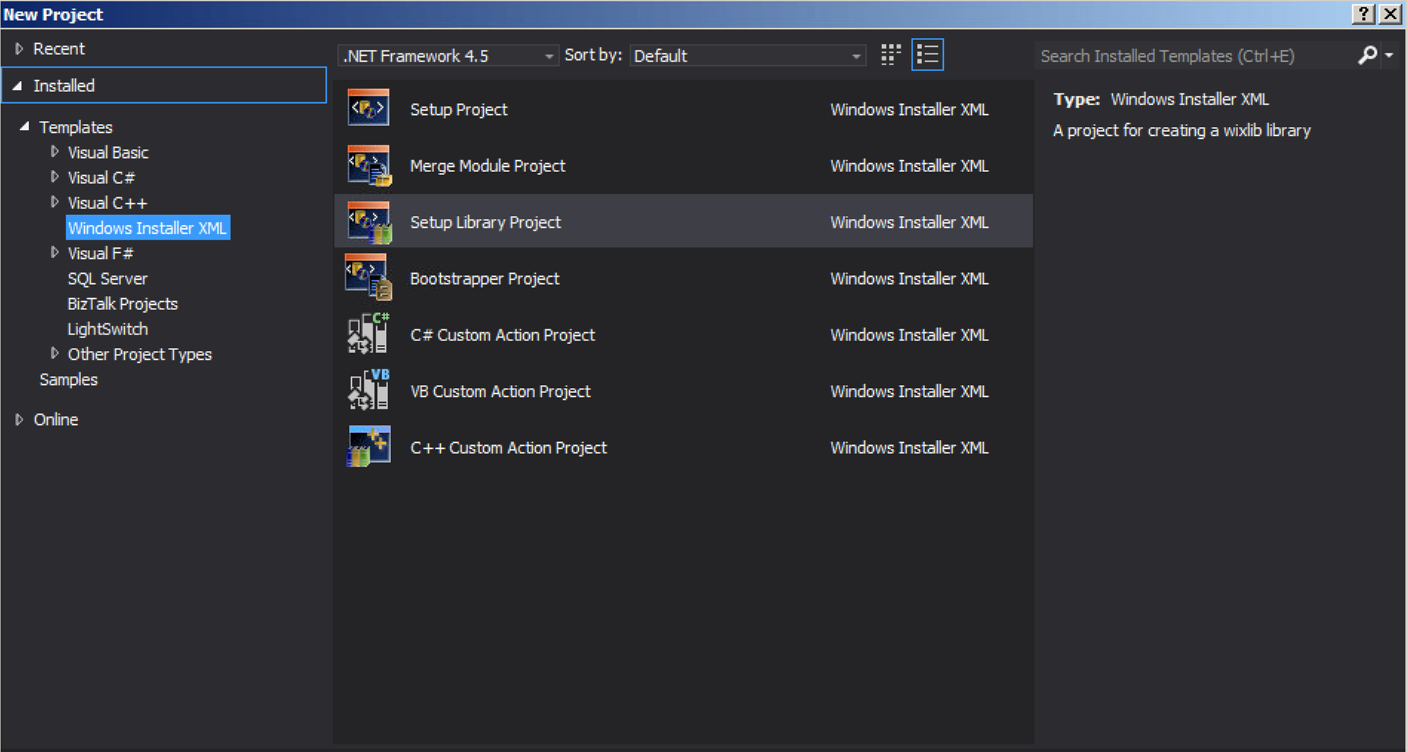 New Project
Recent
Installed
Templates
Visual Basic
Visual C#
Visual C++
Windows Installer XML
Visual F#
SQL Server
BizTalk Projects
LightSwitch
Other Project Types
Samples
Online
.NET Framework 4.5 Sort by: Default
Setup Project Windows Installer XML
Merge Module Project Windows Installer XML
Setup Library Project Windows Installer XML
Bootstrapper Project Windows Installer XML
C# C# Custom Action Project Windows Installer XML
VB VB Custom Action Project Windows Installer XML
C++ Custom Action Project Windows Installer XML
Search Installed Templates (Ctrl+E)
Type: Windows Installer XML
A project for creating a wixlib library